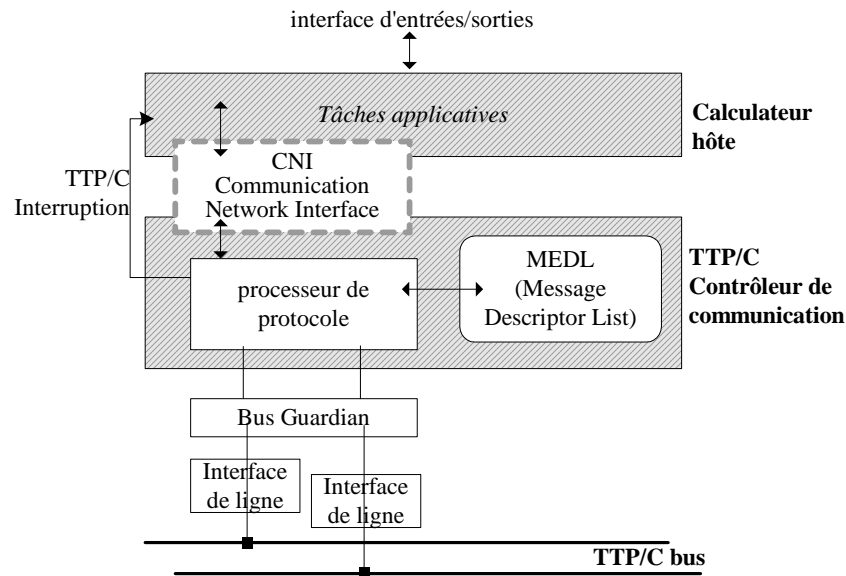 interface d'entrées/sorties
Tâches applicatives
Calculateur
hôte
CNI
Communication
Network Interface
TTP/C
Interruption
MEDL
(Message
Descriptor List)
TTP/C
Contrôleur de
communication
processeur de
protocole
Bus Guardian
Interface
de ligne
Interface
de ligne
TTP/C bus